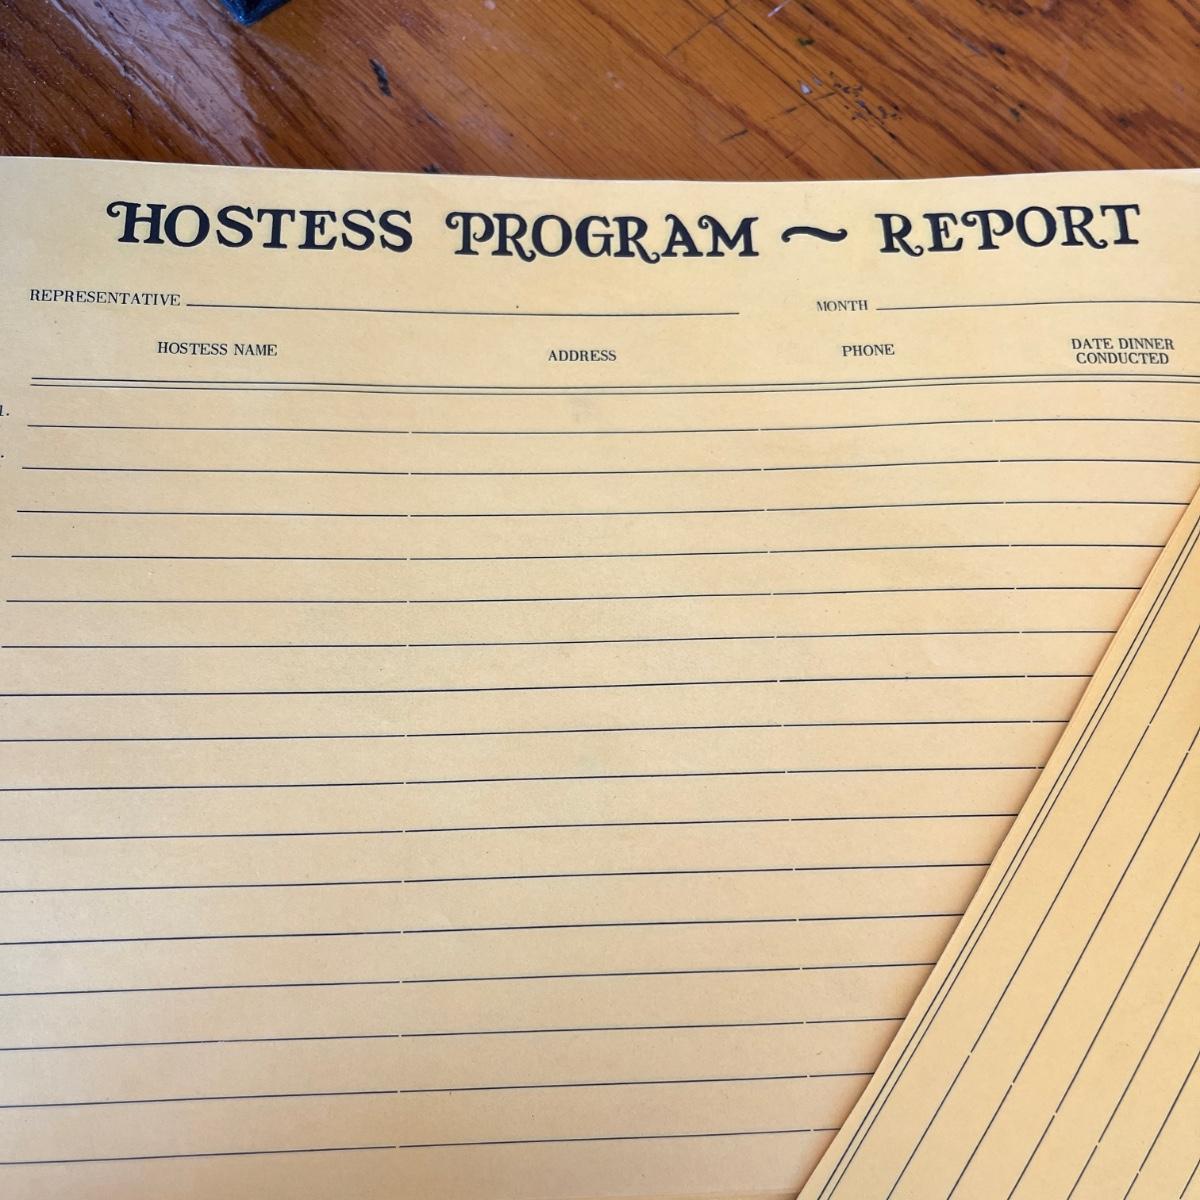 HOSTESS PROGRAM ~ REPORT
REPRESENTATIVE MONTH
HOSTESS NAME ADDRESS PHONE DATE DINNER CONDUCTED
1.